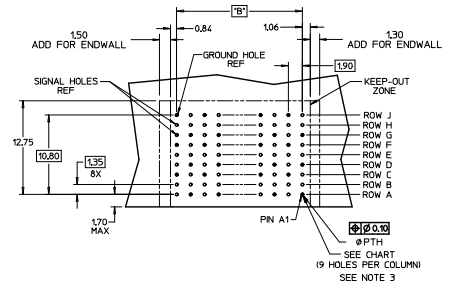 "B"
1.50
ADD FOR ENDWALL
0.84
1.06
1.30
ADD FOR ENDWALL
GROUND HOLE
REF
1.90
SIGNAL HOLES
REF
KEEP-OUT
ZONE
12.75
10.80
1.35
8X
1.70
MAX
ROW J
ROW H
ROW G
ROW F
ROW E
ROW D
ROW C
ROW B
ROW A
PIN A1
⌖ Ø 0.10
ØPTH
SEE CHART
(9 HOLES PER COLUMN)
SEE NOTE 3